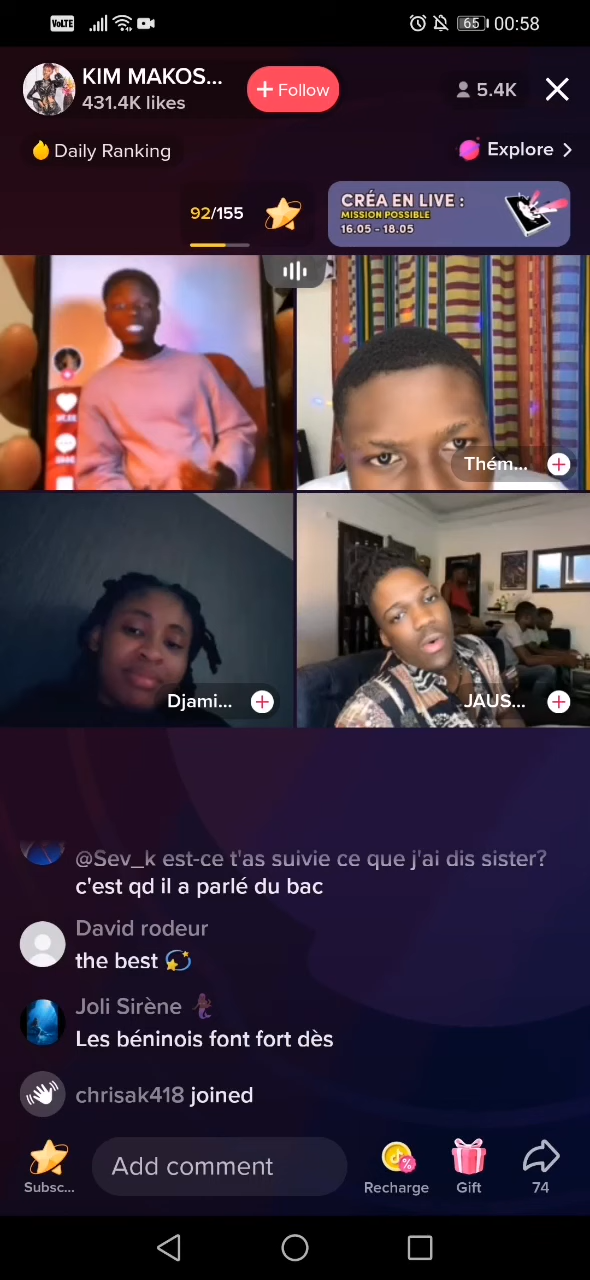 VoLTE
65 00:58
KIM MAKOS...
431.4K likes
+ Follow
5.4K
Daily Ranking
Explore >
92/155
CRÉA EN LIVE :
MISSION POSSIBLE
16.05 - 18.05
Thém...
Djami...
JAUS...
@Sev_k est-ce t'as suivie ce que j'ai dis sister?
c'est qd il a parlé du bac
David rodeur
the best 💫
Joli Sirène 🧜🏽‍♀️
Les béninois font fort dès
chrisak418 joined
Subsc...
Add comment
Recharge
Gift
74